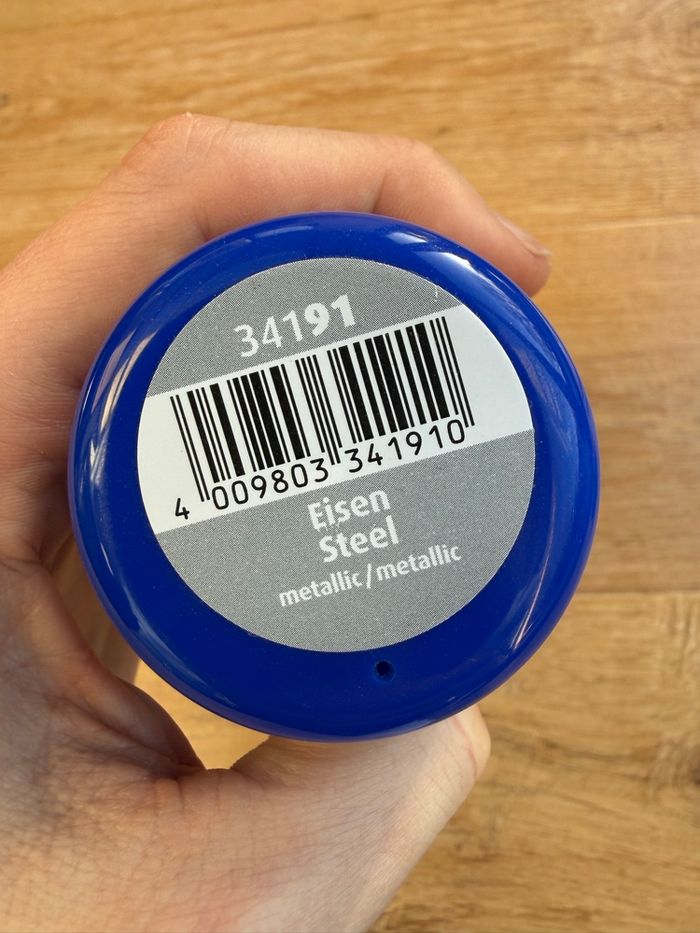 34191
4 009803 341910
Eisen
Steel
metallic/metallic